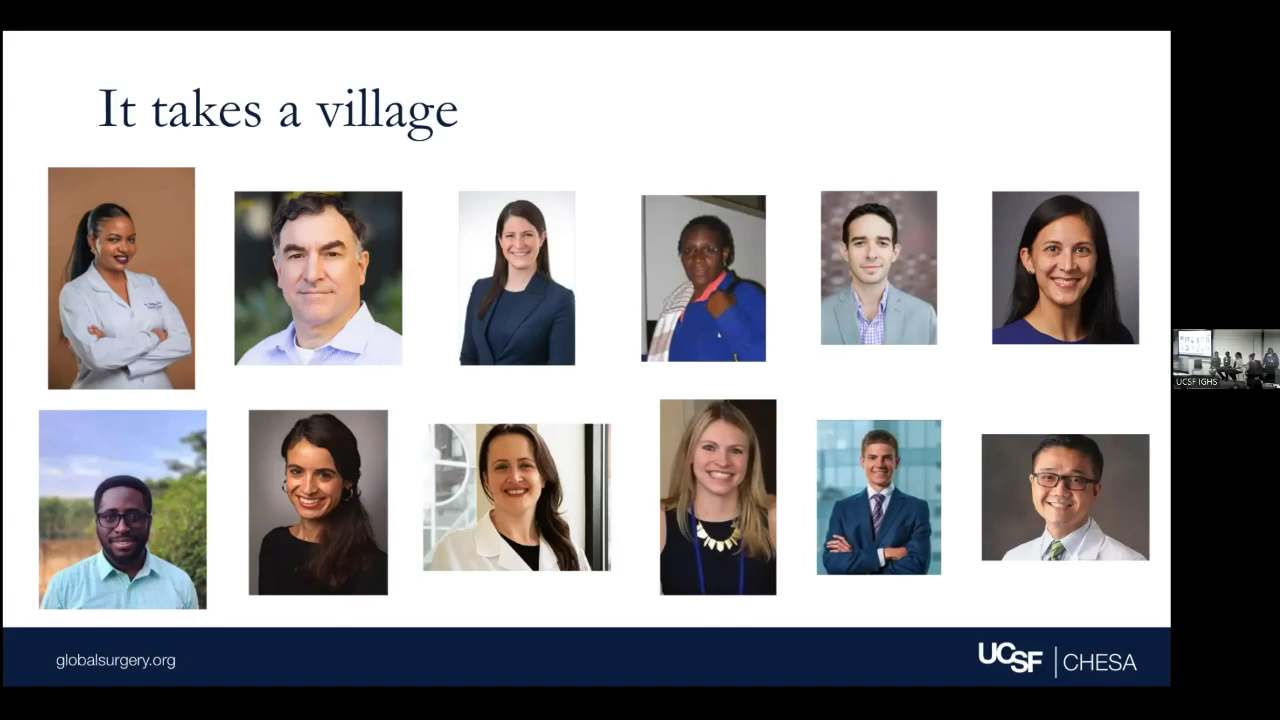 It takes a village
UCSF IGHS
globalsurgery.org
UCSF | CHESA